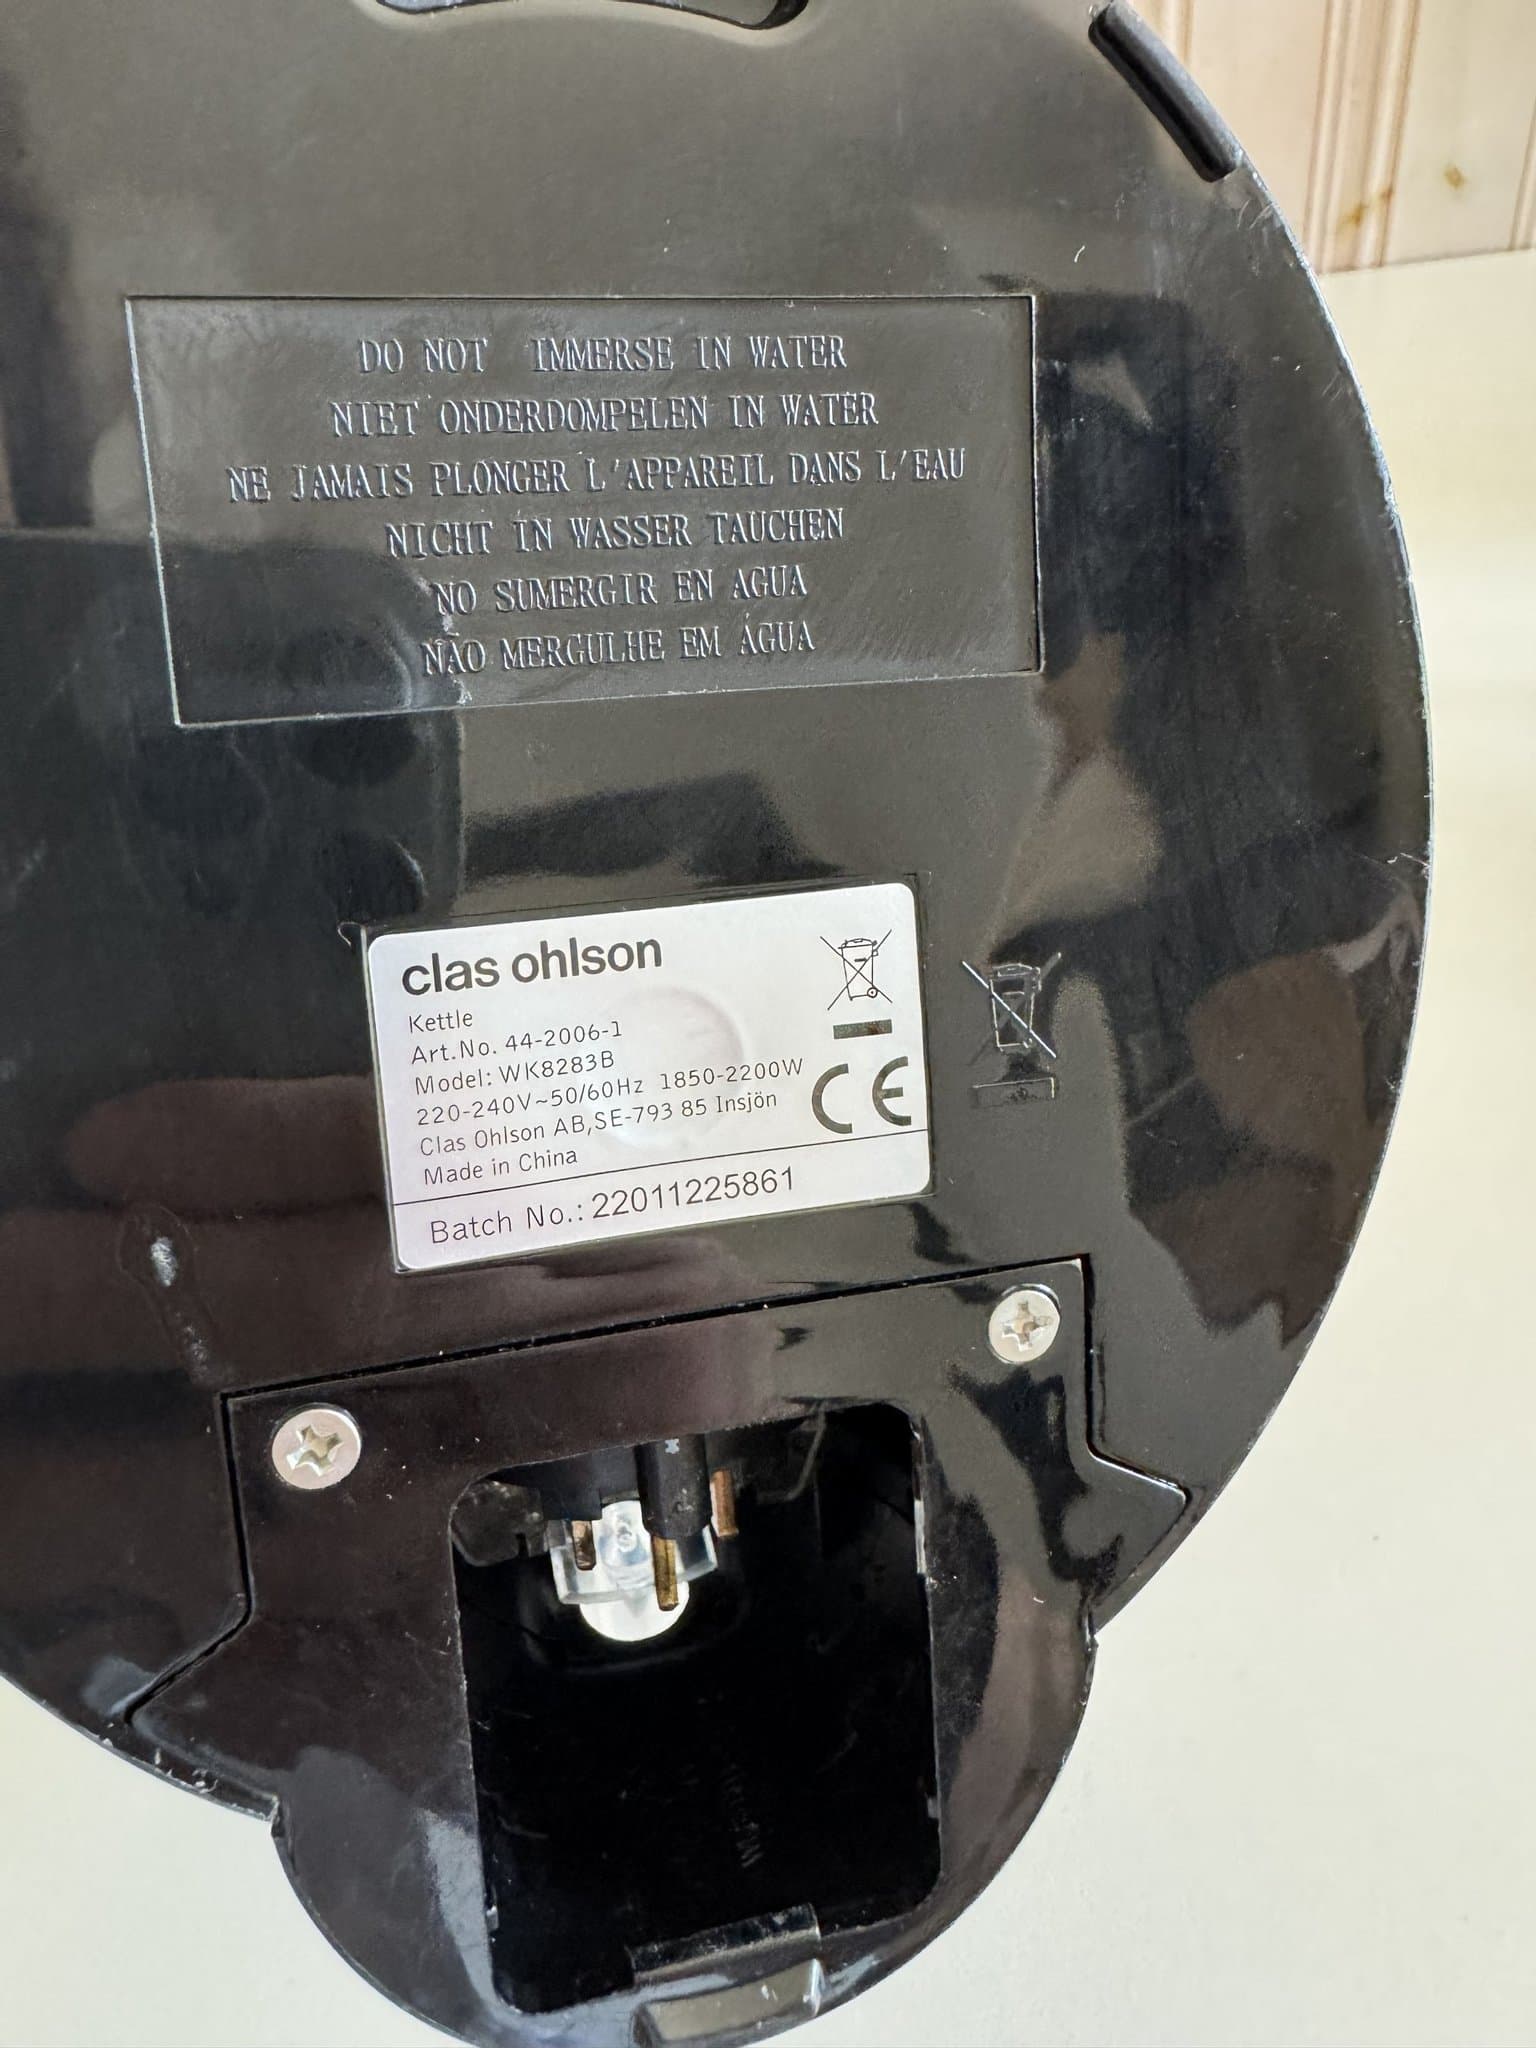 DO NOT IMMERSE IN WATER
NIET ONDERDOMPELEN IN WATER
NE JAMAIS PLONGER L'APPAREIL DANS L'EAU
NICHT IN WASSER TAUCHEN
NO SUMERGIR EN AGUA
NÃO MERGULHE EM ÁGUA
clas ohlson
Kettle
Art.No. 44-2006-1
Model: WK8283B
220-240V~50/60Hz 1850-2200W
Clas Ohlson AB,SE-793 85 Insjön
Made in China
CE
Batch No.: 22011225861